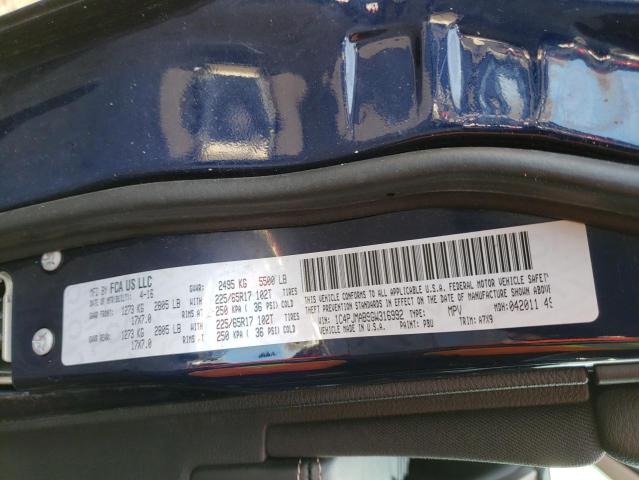 MFD BY FCA US LLC
DATE OF MFR 4-16 GVWR 2495 KG 5500 LB
GAWR FRONT 1273 KG 2805 LB WITH 225/65R17 102T TIRES
17X7.0 RIMS AT 250 KPA ( 36 PSI) COLD
GAWR REAR 1273 KG 2805 LB WITH 225/65R17 102T TIRES
17X7.0 RIMS AT 250 KPA ( 36 PSI) COLD
THIS VEHICLE CONFORMS TO ALL APPLICABLE U.S.A. FEDERAL MOTOR VEHICLE SAFETY
THEFT PREVENTION STANDARDS IN EFFECT ON THE DATE OF MANUFACTURE SHOWN ABOVE
VIN: 1C4PJMAB9GW316992 TYPE: MPV MDH: 042011
VEHICLE MADE IN U.S.A. PAINT: PBU TRIM: A7X9